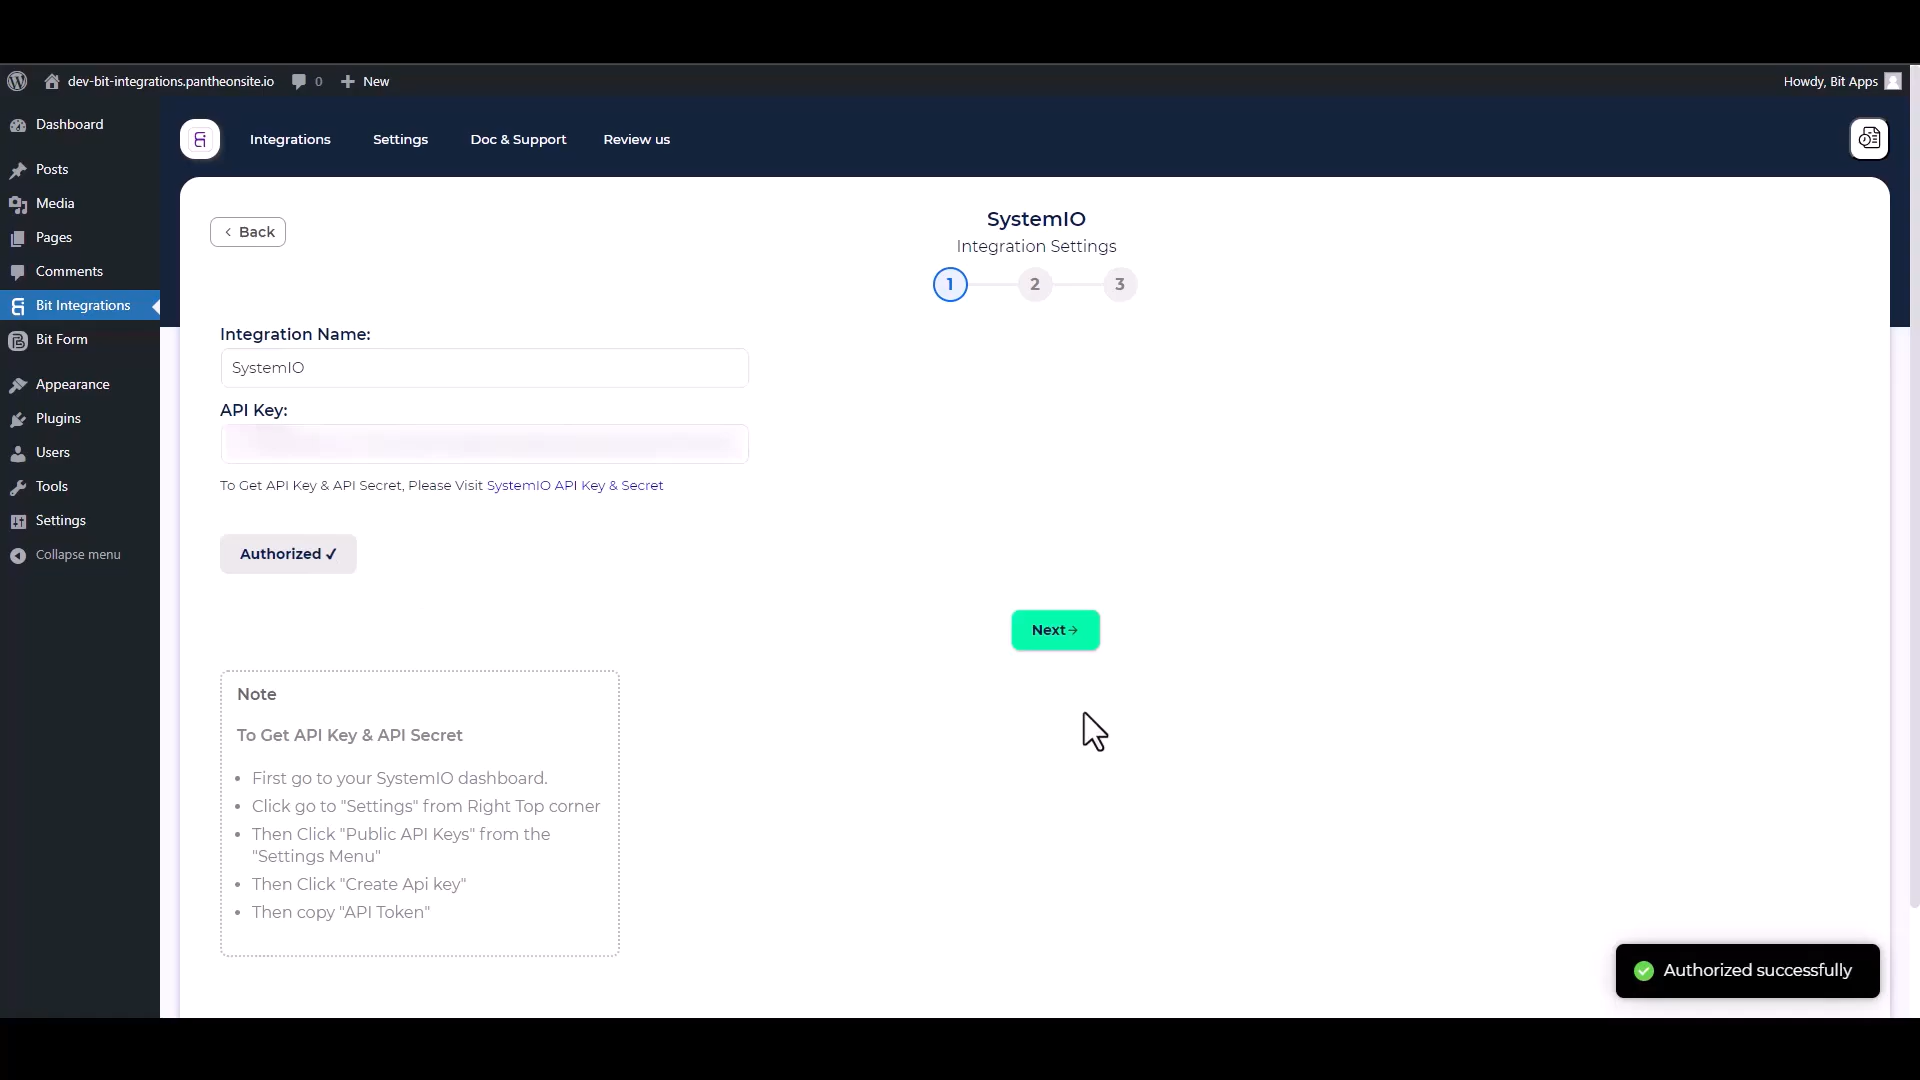 dev-bit-integrations.pantheonsite.io
0
New
Howdy, Bit Apps
Dashboard
Posts
Media
Pages
Comments
Bit Integrations
Bit Form
Appearance
Plugins
Users
Tools
Settings
Collapse menu
Integrations
Settings
Doc & Support
Review us
Back
SystemIO
Integration Settings
1
2
3
Integration Name:
SystemIO
API Key:
To Get API Key & API Secret, Please Visit SystemIO API Key & Secret
Authorized ✓
Next→
Note
To Get API Key & API Secret
• First go to your SystemIO dashboard.
• Click go to "Settings" from Right Top corner
• Then Click "Public API Keys" from the
"Settings Menu"
• Then Click "Create Api key"
• Then copy "API Token"
Authorized successfully